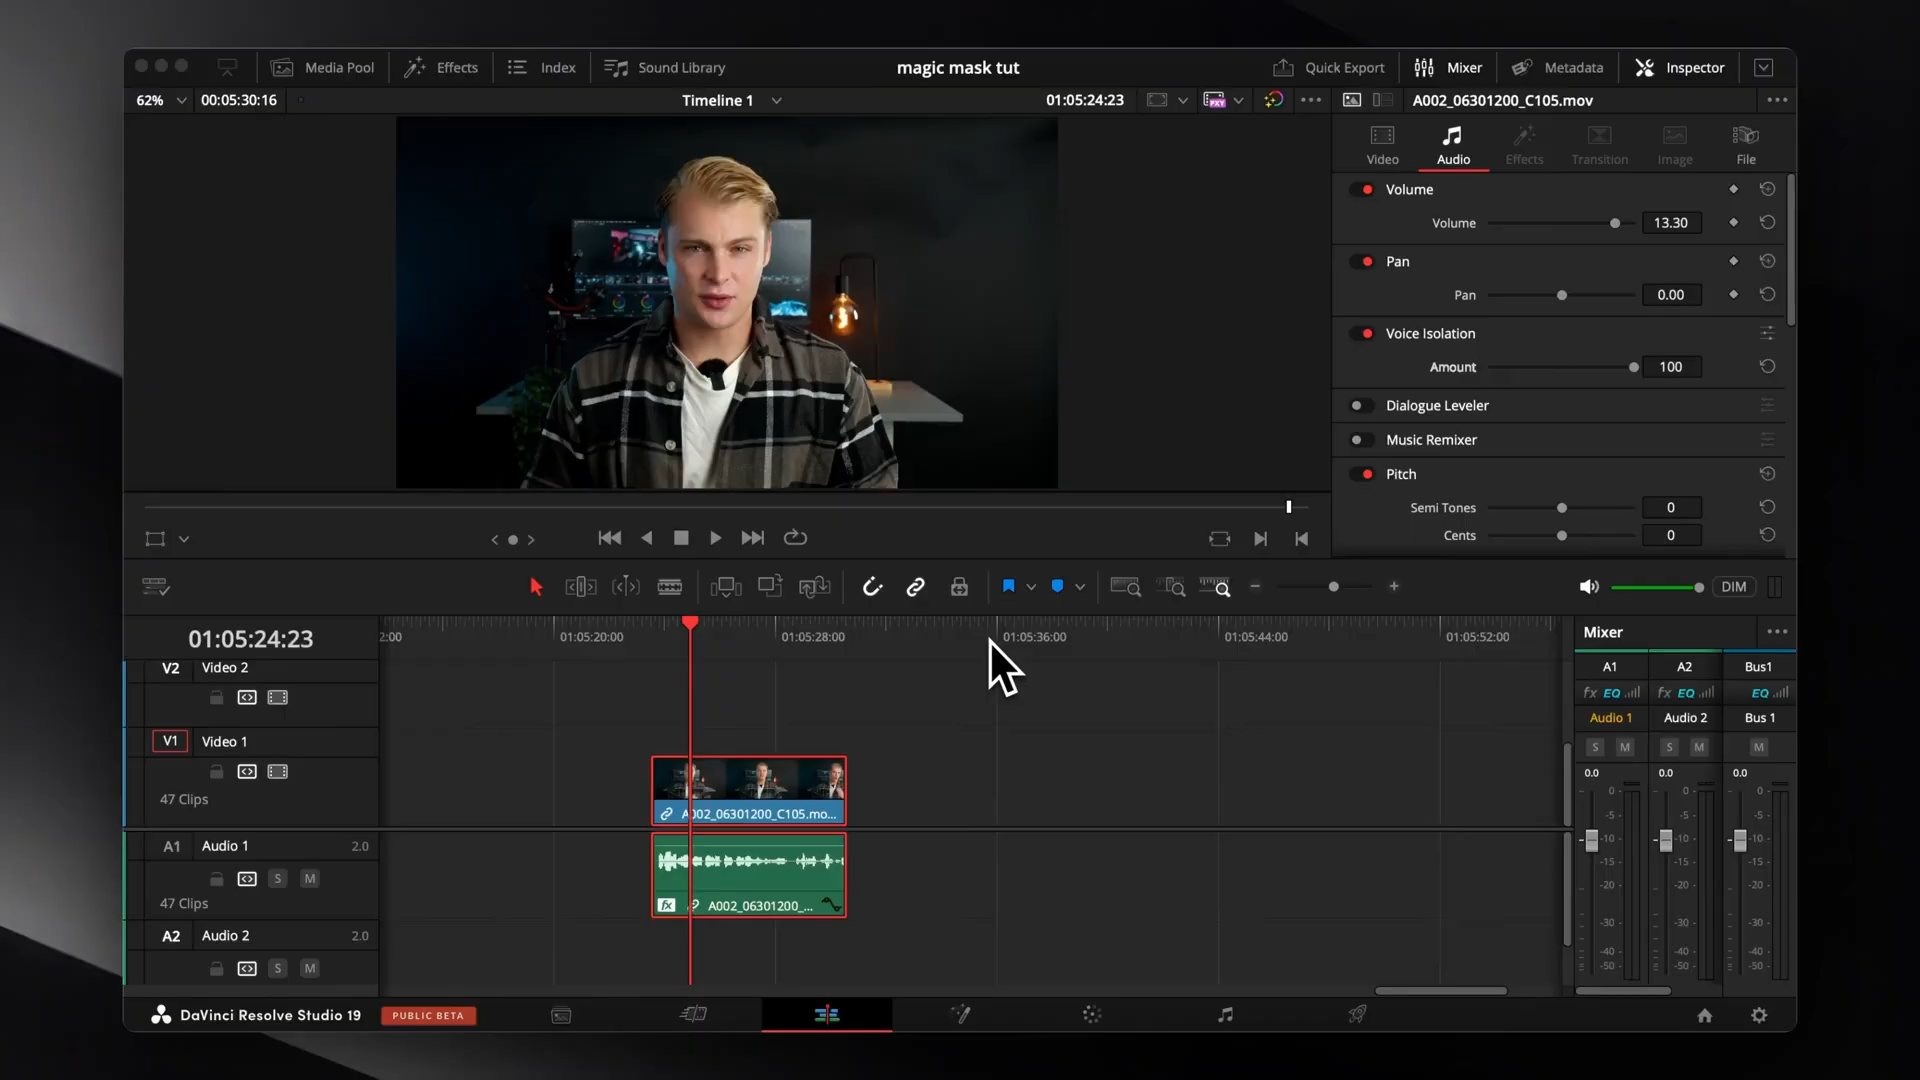 Media Pool
Effects
Index
Sound Library
magic mask tut
Quick Export
Mixer
Metadata
Inspector
62%
00:05:30:16
Timeline 1
01:05:24:23
PXY
A002_06301200_C105.mov
Video
Audio
Effects
Transition
Image
File
Volume
Volume 13.30
Pan
Pan 0.00
Voice Isolation
Amount 100
Dialogue Leveler
Music Remixer
Pitch
Semi Tones 0
Cents 0
DIM
01:05:24:23
2:00
01:05:20:00
01:05:28:00
01:05:36:00
01:05:44:00
01:05:52:00
V2 Video 2
V1 Video 1
47 Clips
A002_06301200_C105.mo...
A1 Audio 1 2.0
S M
47 Clips
fx A002_06301200_...
A2 Audio 2 2.0
S M
Mixer
A1 A2 Bus1
fx EQ fx EQ EQ
Audio 1 Audio 2 Bus 1
S M S M M
0.0 0.0 0.0
0 0 0
-5 -5 -5
-10 -10 -10
-15 -15 -15
-20 -20 -20
-30 -30 -30
-40 -40 -40
-50 -50 -50
DaVinci Resolve Studio 19
PUBLIC BETA